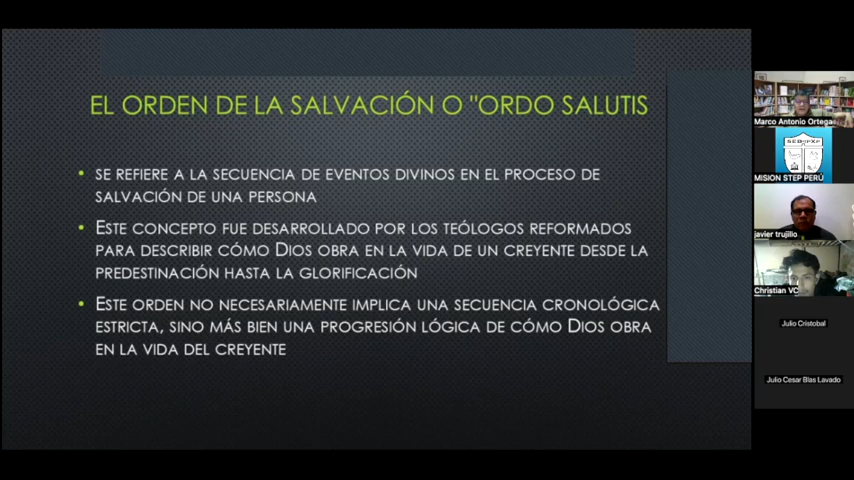 EL ORDEN DE LA SALVACIÓN O "ORDO SALUTIS
• SE REFIERE A LA SECUENCIA DE EVENTOS DIVINOS EN EL PROCESO DE
SALVACIÓN DE UNA PERSONA
• ESTE CONCEPTO FUE DESARROLLADO POR LOS TEÓLOGOS REFORMADOS
PARA DESCRIBIR CÓMO DIOS OBRA EN LA VIDA DE UN CREYENTE DESDE LA
PREDESTINACIÓN HASTA LA GLORIFICACIÓN
• ESTE ORDEN NO NECESARIAMENTE IMPLICA UNA SECUENCIA CRONOLÓGICA
ESTRICTA, SINO MÁS BIEN UNA PROGRESIÓN LÓGICA DE CÓMO DIOS OBRA
EN LA VIDA DEL CREYENTE
Marco Antonio Ortega
MISION STEP PERÚ
javier trujillo
Christian VC
Julio Cristobal
Julio Cesar Blas Lavado